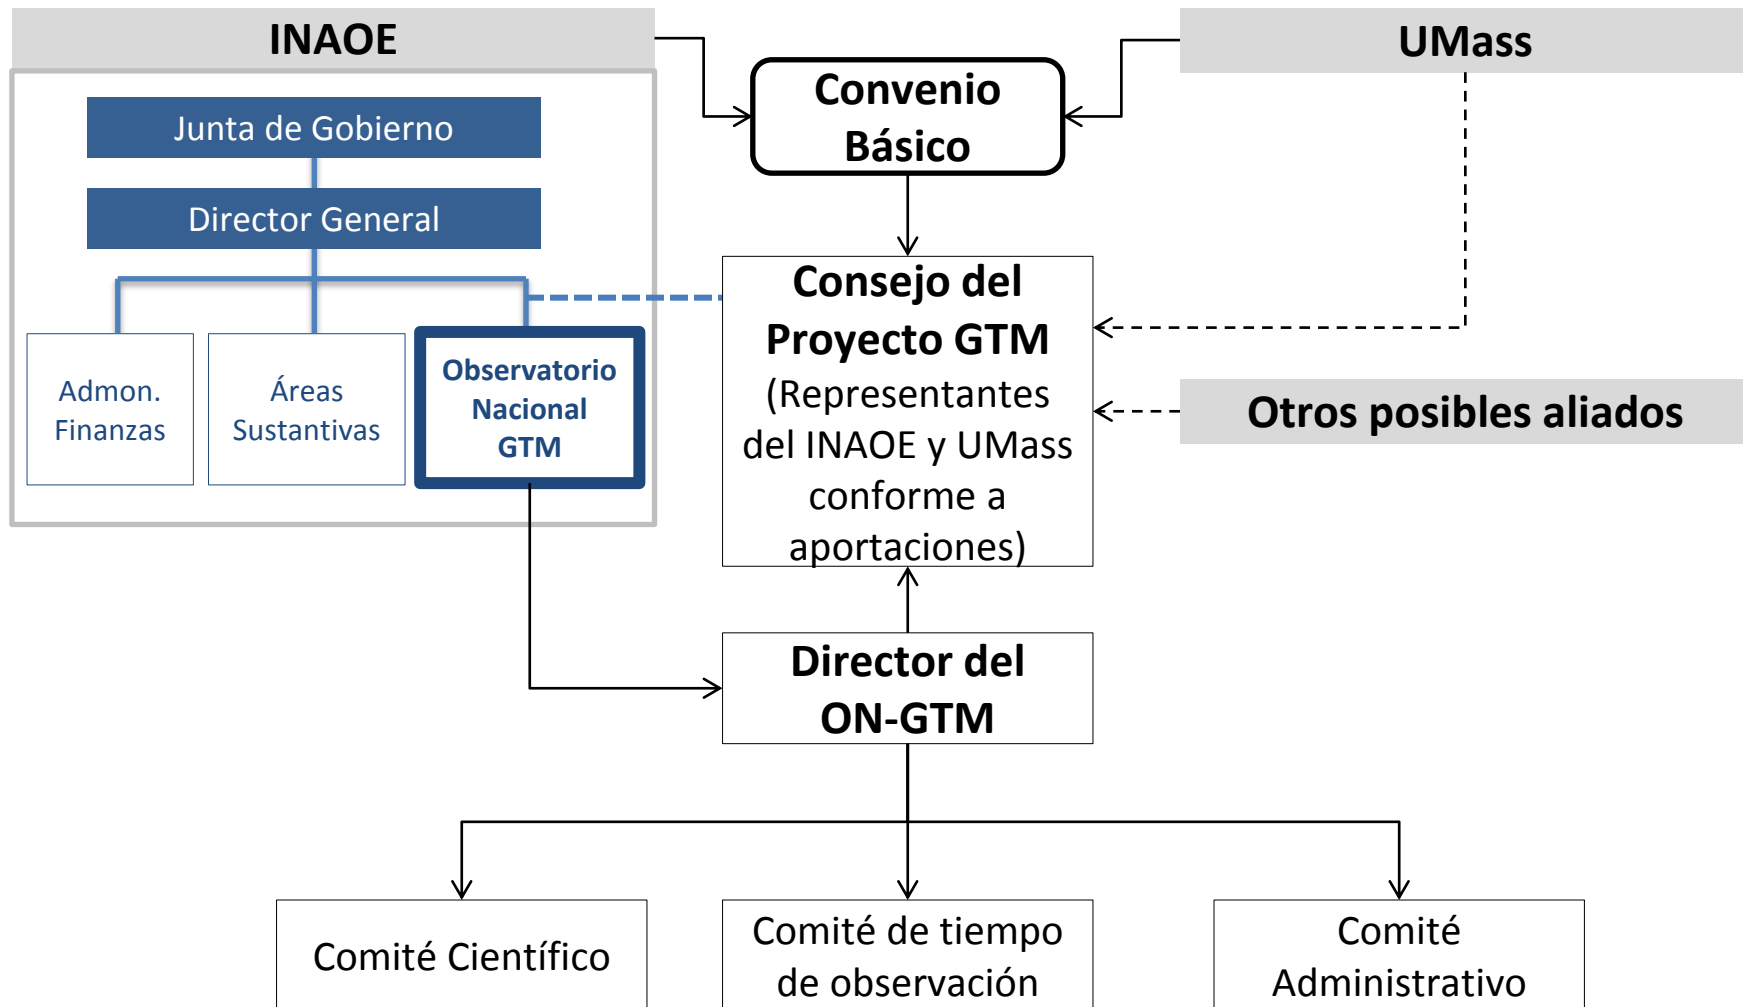 INAOE
UMass
Convenio
Básico
Junta de Gobierno
Director General
Admon.
Finanzas
Áreas
Sustantivas
Observatorio
Nacional
GTM
Consejo del
Proyecto GTM
(Representantes
del INAOE y UMass
conforme a
aportaciones)
Otros posibles aliados
Director del
ON-GTM
Comité Científico
Comité de tiempo
de observación
Comité
Administrativo